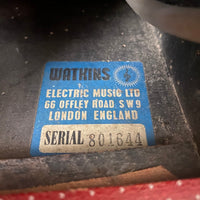 WATKINS
ELECTRIC MUSIC LTD
66 OFFLEY ROAD, S W 9
LONDON ENGLAND
SERIAL 801644